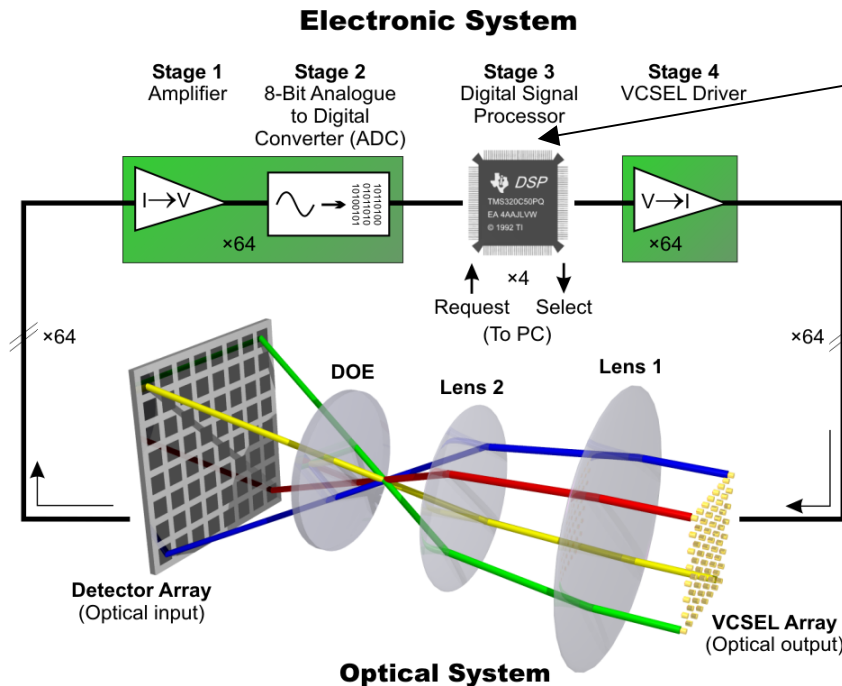 Electronic System
Stage 1
Amplifier
Stage 2
8-Bit Analogue
to Digital
Converter (ADC)
Stage 3
Digital Signal
Processor
Stage 4
VCSEL Driver
I→V
×64
10110100
01011010
10100101
DSP
TMS320C50PQ
EA 4AAJLVW
© 1992 TI
V→I
×64
×4
Request
Select
(To PC)
×64
×64
DOE
Lens 2
Lens 1
Detector Array
(Optical input)
VCSEL Array
(Optical output)
Optical System